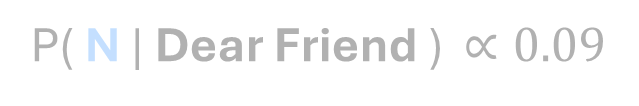 P( N | Dear Friend ) ∝ 0.09